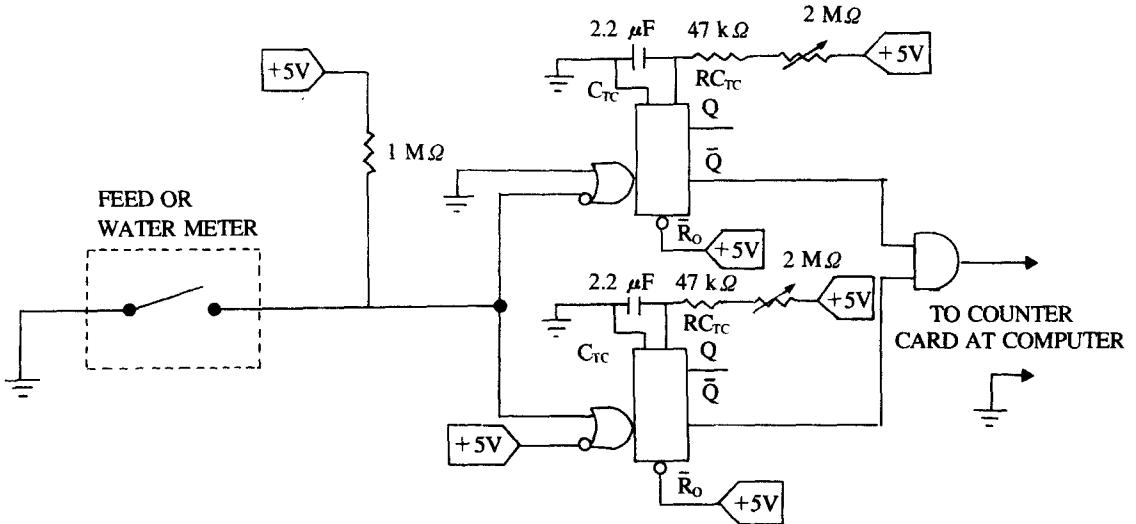 2.2 μF
47 kΩ
2 MΩ
+5V
+5V
C_TC
RC_TC
Q
1 MΩ
Q̅
FEED OR
WATER METER
R̅_O
+5V
2.2 μF
47 kΩ
2 MΩ
+5V
RC_TC
TO COUNTER
CARD AT COMPUTER
C_TC
Q
Q̅
+5V
R̅_O
+5V